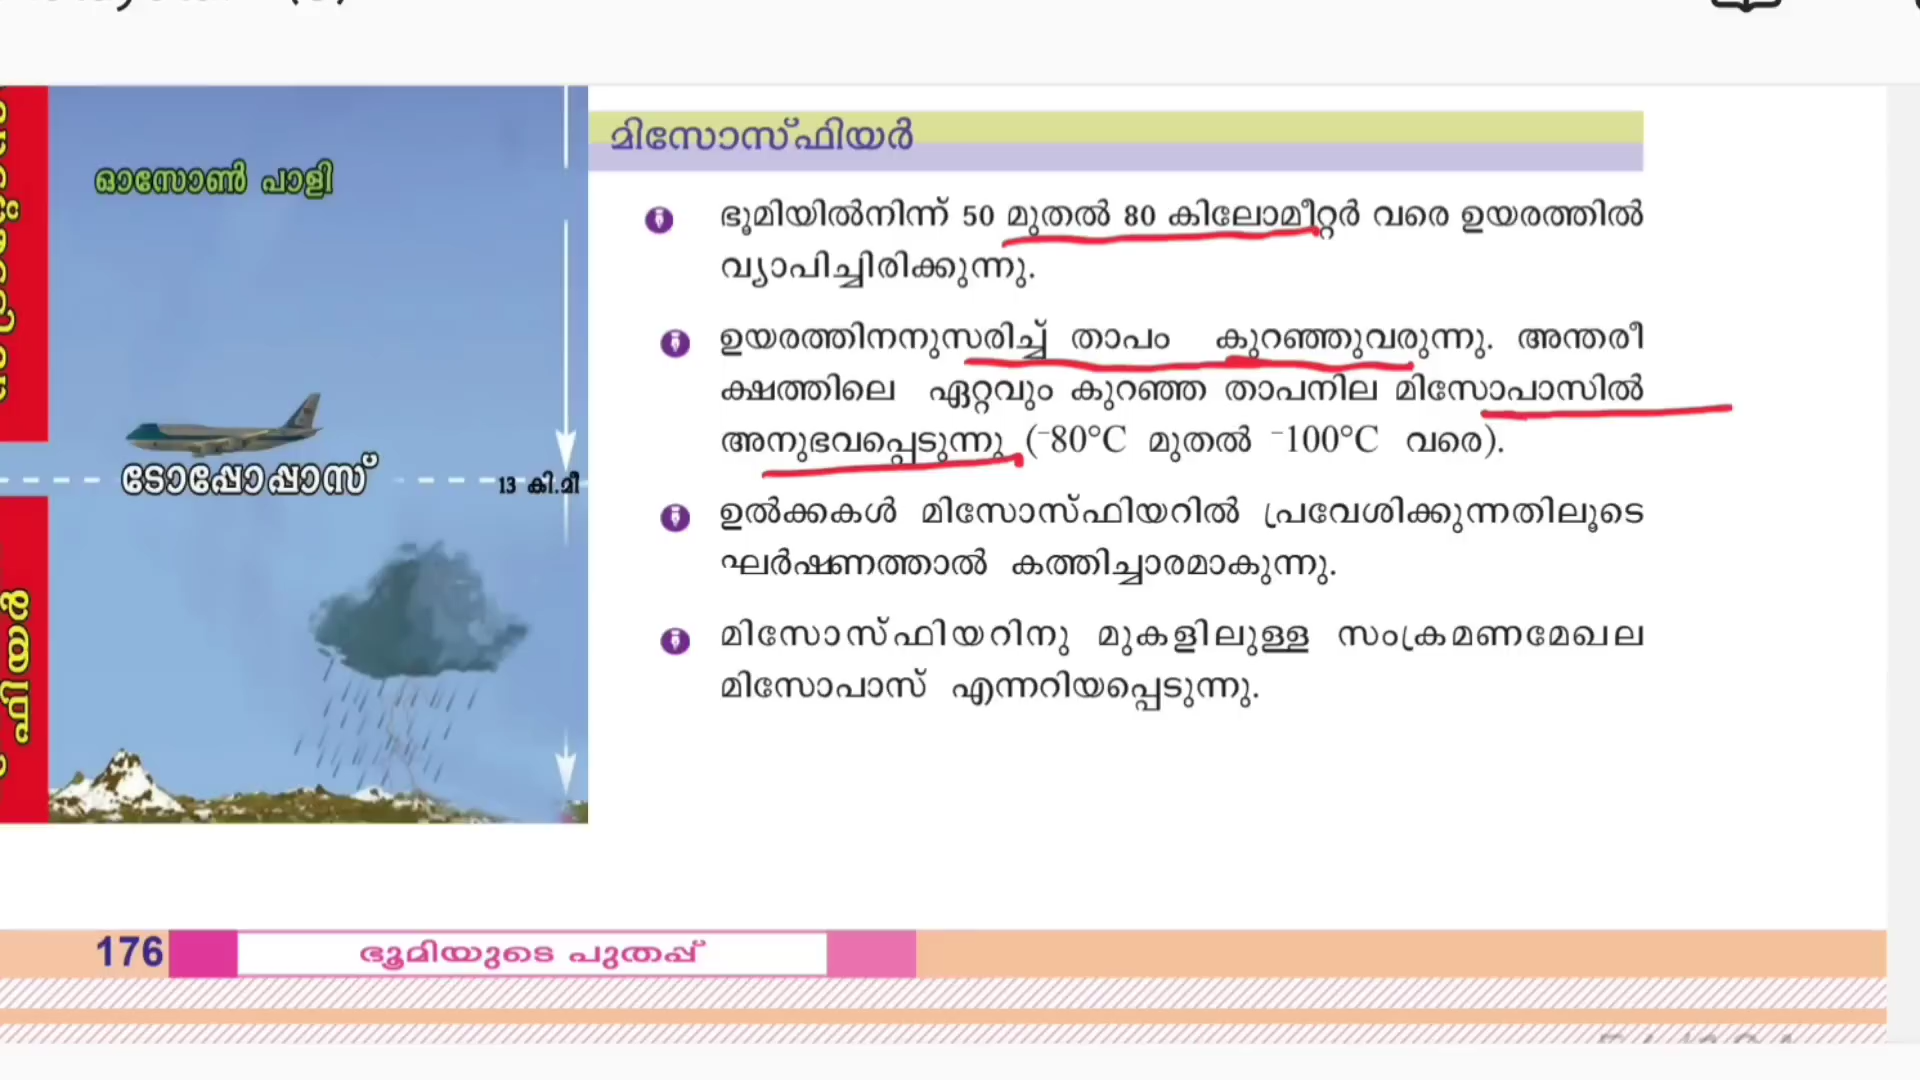 മിസോസ്ഫിയർ
ഓസോൺ പാളി
ഭൂമിയിൽനിന്ന് 50 മുതൽ 80 കിലോമീറ്റർ വരെ ഉയരത്തിൽ
വ്യാപിച്ചിരിക്കുന്നു.
ഉയരത്തിനനുസരിച്ച് താപം കുറഞ്ഞുവരുന്നു. അന്തരീ
ക്ഷത്തിലെ ഏറ്റവും കുറഞ്ഞ താപനില മിസോപാസിൽ
അനുഭവപ്പെടുന്നു (⁻80°C മുതൽ ⁻100°C വരെ).
ടോപ്പോപ്പാസ്
13 കി.മീ
ഉൽക്കകൾ മിസോസ്ഫിയറിൽ പ്രവേശിക്കുന്നതിലൂടെ
ഘർഷണത്താൽ കത്തിച്ചാരമാകുന്നു.
മിസോസ്ഫിയറിനു മുകളിലുള്ള സംക്രമണമേഖല
മിസോപാസ് എന്നറിയപ്പെടുന്നു.
ഫിയർ
176
ഭൂമിയുടെ പുതപ്പ്